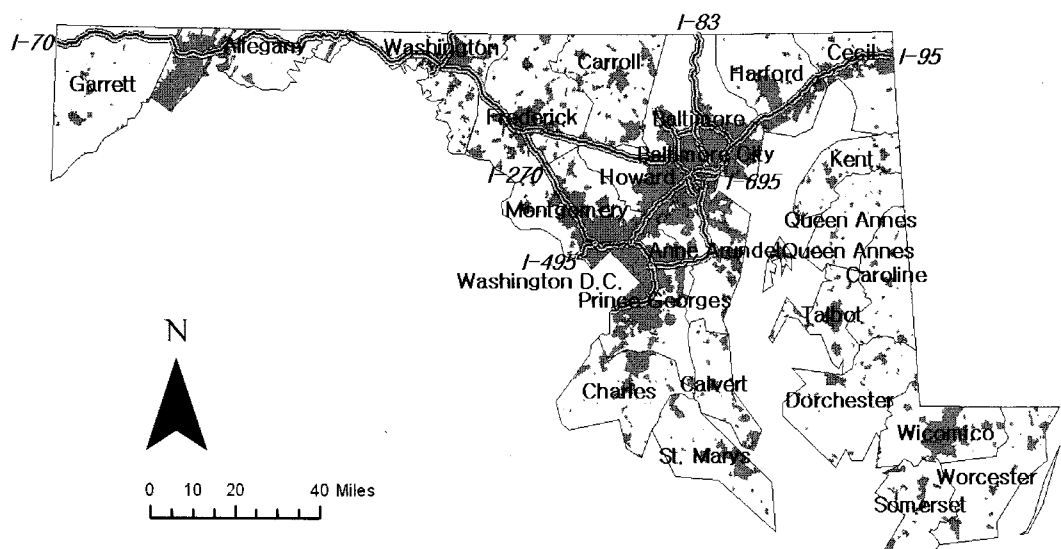 I-83
I-70
Allegany
Washington
Carroll
Cecil
I-95
Garrett
Harford
Frederick
Baltimore
Baltimore City
Kent
I-270
Howard
I-695
Montgomery
Queen Annes
Anne Arundel
Queen Annes
I-495
Washington D.C.
Caroline
Prince Georges
Talbot
N
Charles
Calvert
Dorchester
Wicomico
St. Marys
Worcester
Somerset
0 10 20 40 Miles